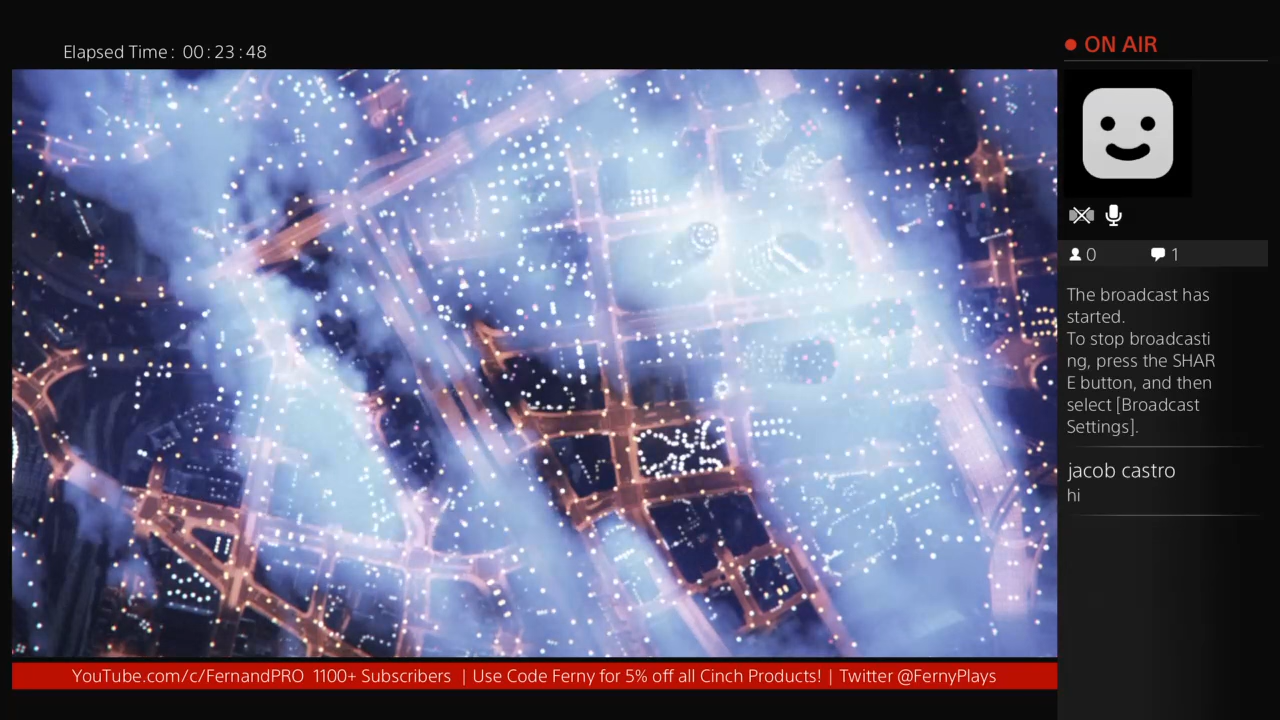 Elapsed Time: 00:23:48
ON AIR
0 1
The broadcast has
started.
To stop broadcasti
ng, press the SHAR
E button, and then
select [Broadcast
Settings].
jacob castro
hi
YouTube.com/c/FernandPRO 1100+ Subscribers | Use Code Ferny for 5% off all Cinch Products! | Twitter @FernyPlays